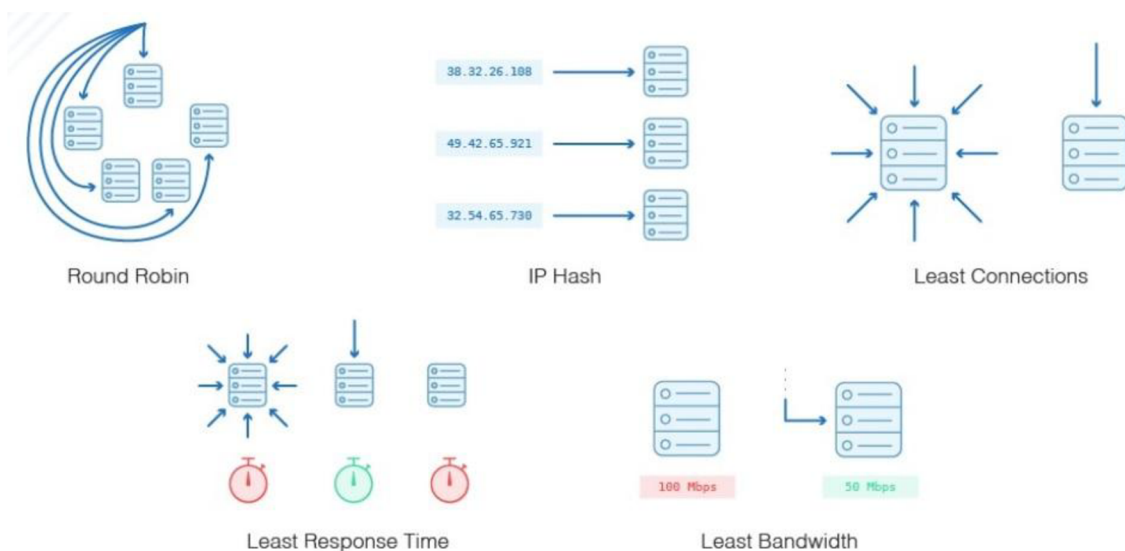 38.32.26.108
49.42.65.921
32.54.65.730
Round Robin
IP Hash
Least Connections
100 Mbps
50 Mbps
Least Response Time
Least Bandwidth